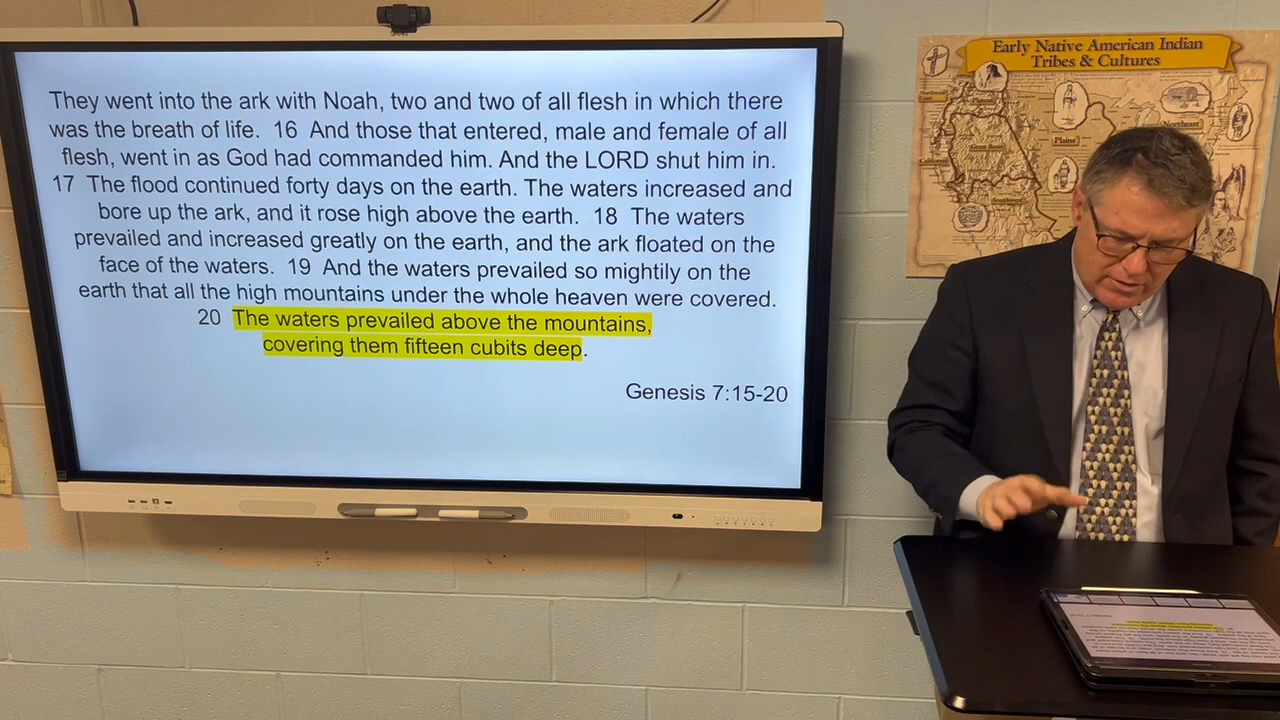 They went into the ark with Noah, two and two of all flesh in which there
was the breath of life. 16 And those that entered, male and female of all
flesh, went in as God had commanded him. And the LORD shut him in.
17 The flood continued forty days on the earth. The waters increased and
bore up the ark, and it rose high above the earth. 18 The waters
prevailed and increased greatly on the earth, and the ark floated on the
face of the waters. 19 And the waters prevailed so mightily on the
earth that all the high mountains under the whole heaven were covered.
20 The waters prevailed above the mountains,
covering them fifteen cubits deep.
Genesis 7:15-20
Early Native American Indian
Tribes & Cultures
Plateau
Northeast
Plains
Great Basin
Southwest